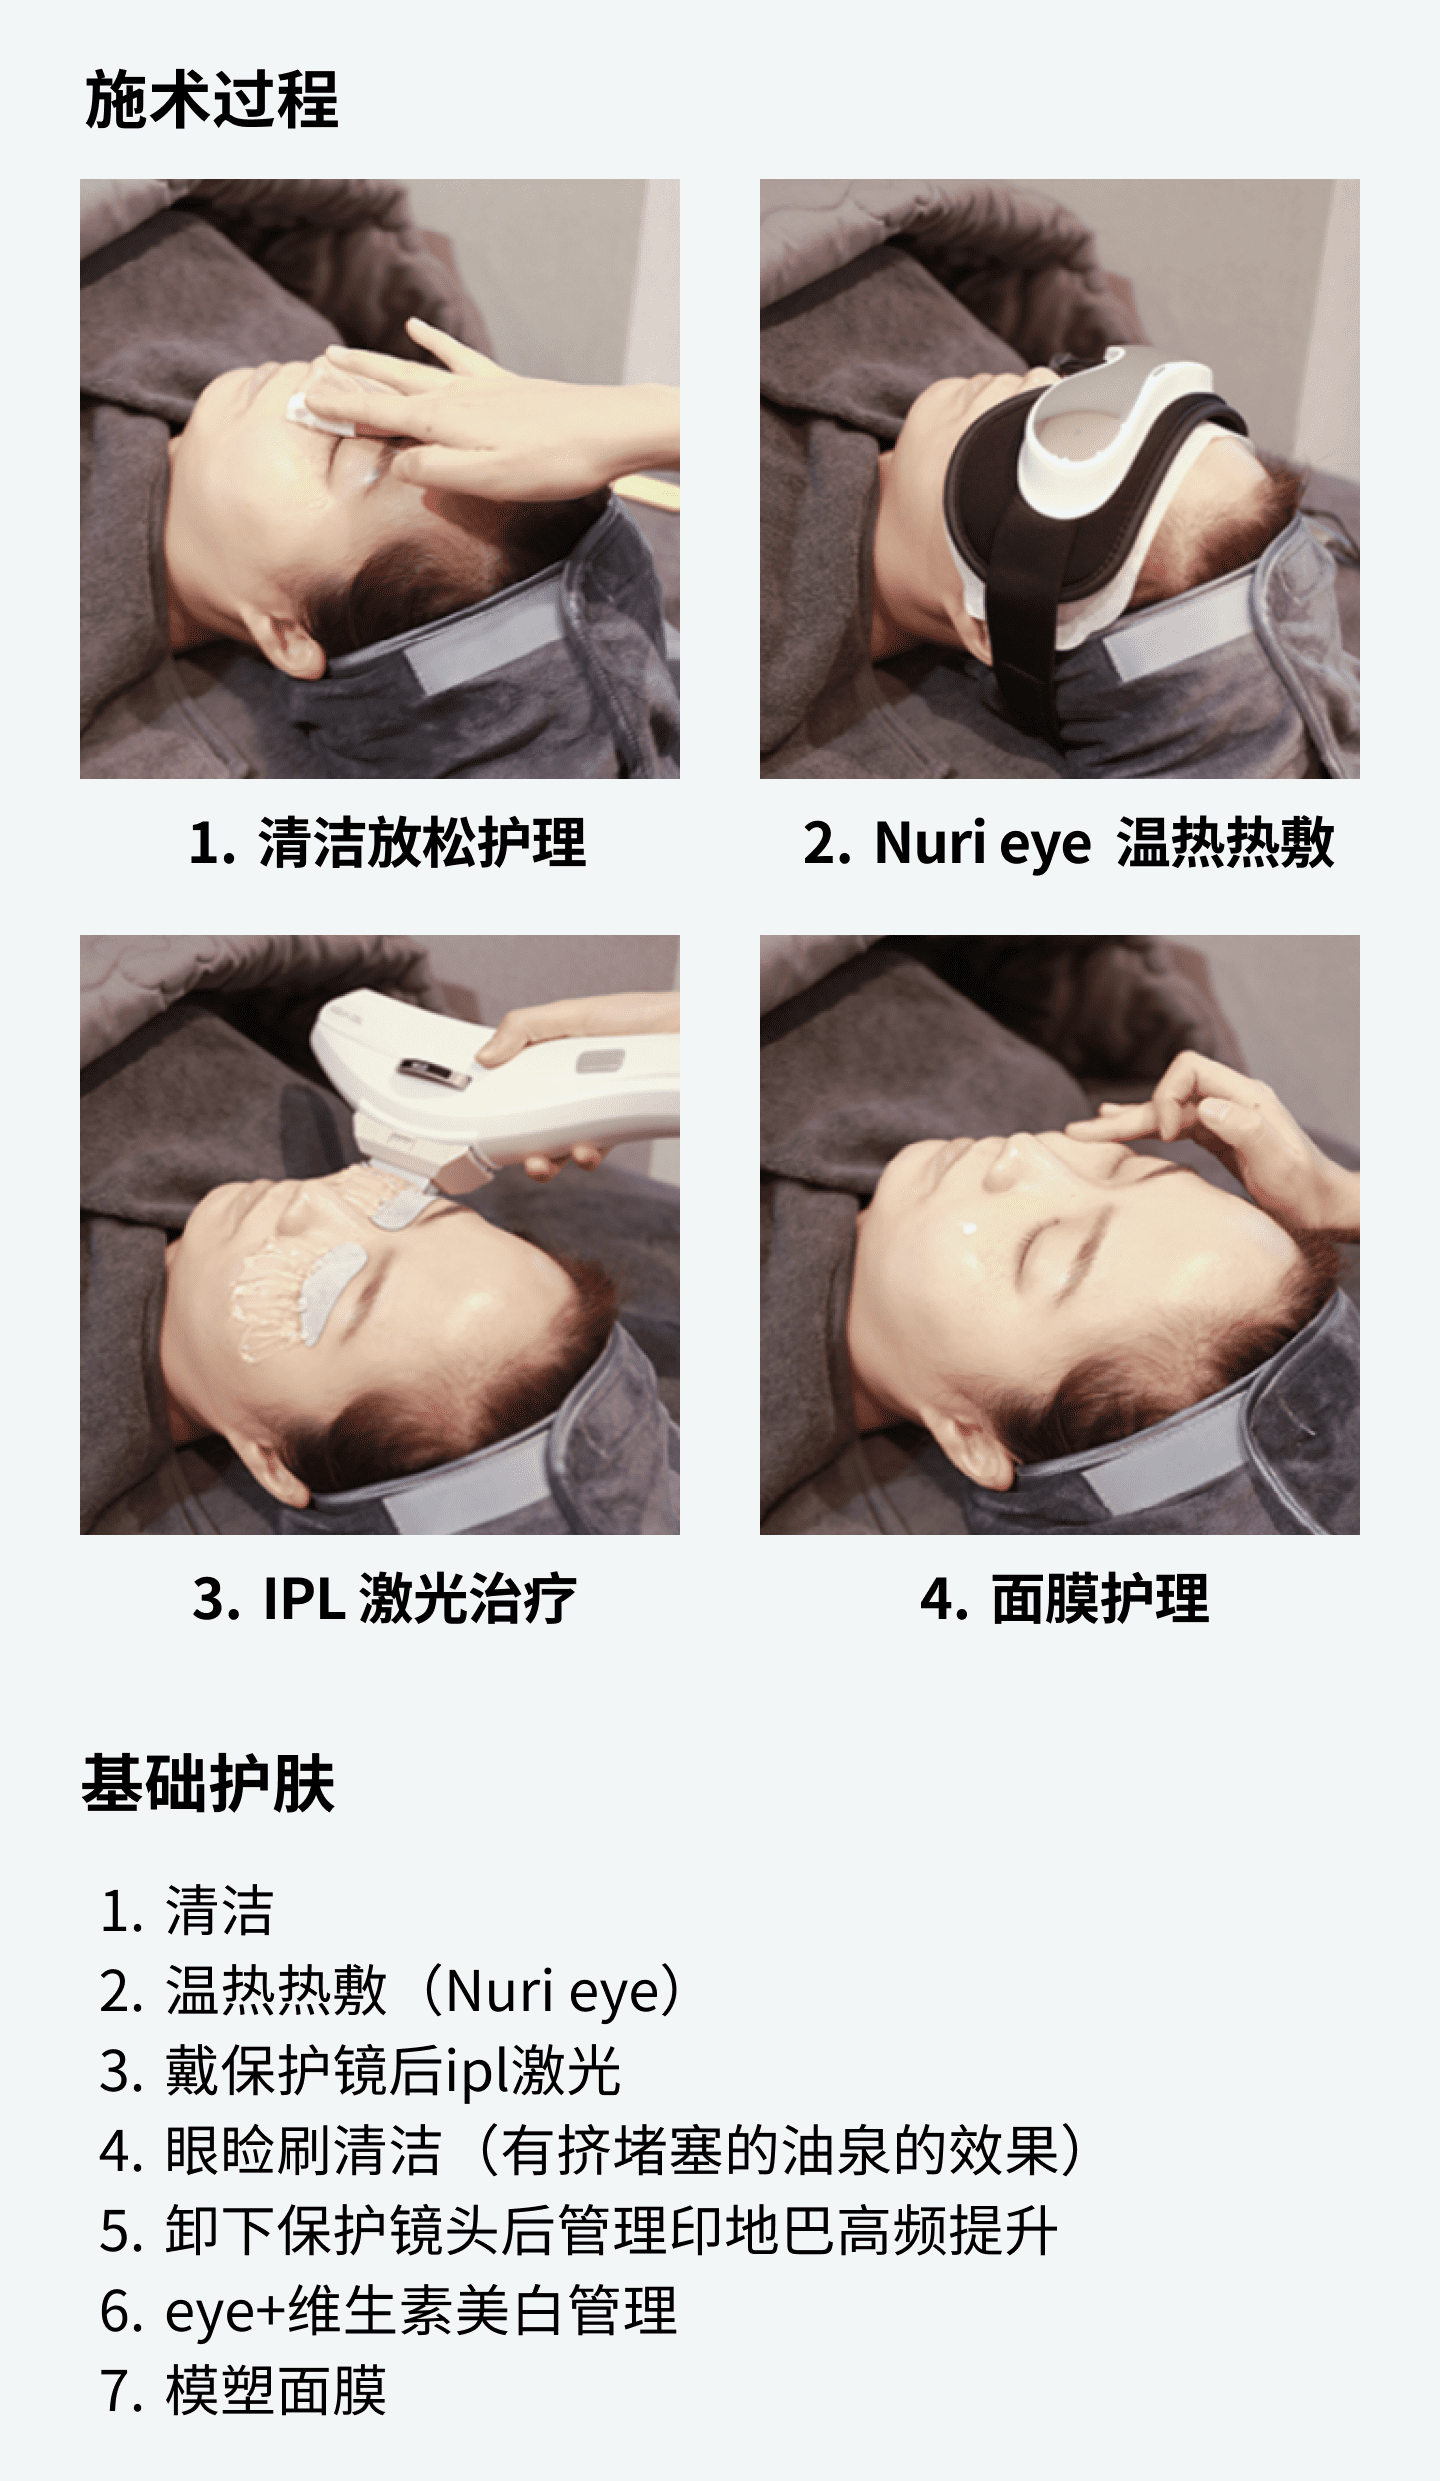 施术过程
1. 清洁放松护理
2. Nuri eye 温热热敷
3. IPL 激光治疗
4. 面膜护理
基础护肤
1. 清洁
2. 温热热敷（Nuri eye）
3. 戴保护镜后ipl激光
4. 眼睑刷清洁（有挤堵塞的油泉的效果）
5. 卸下保护镜头后管理印地巴高频提升
6. eye+维生素美白管理
7. 模塑面膜